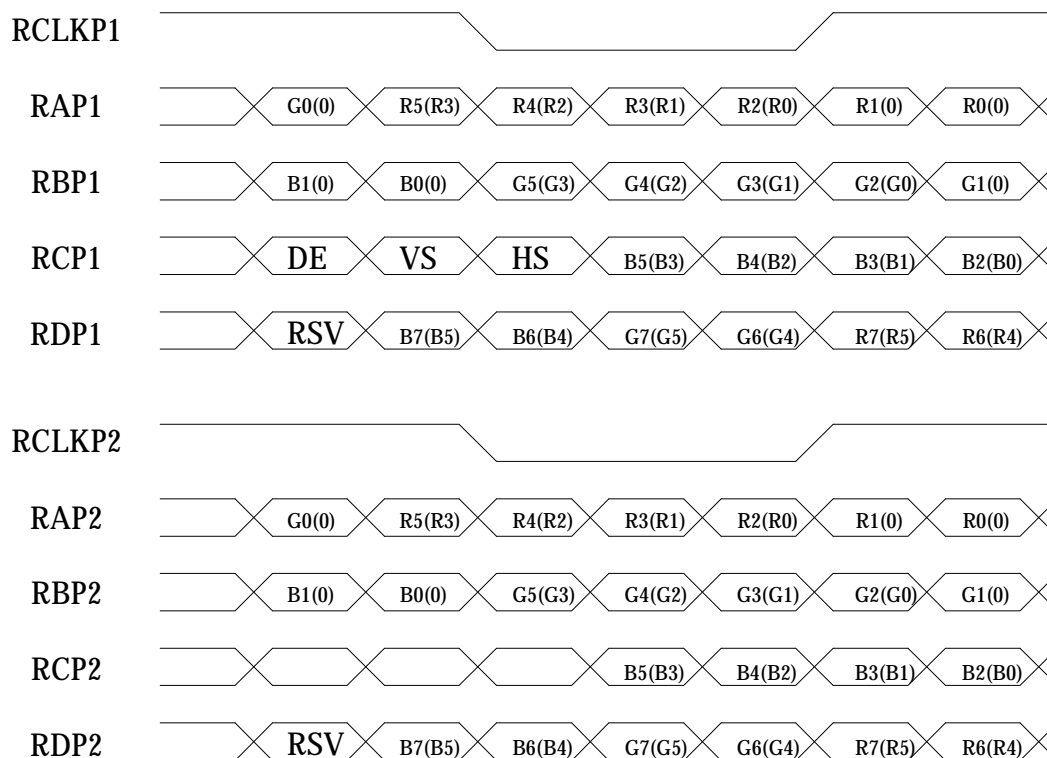 RCLKP1
RAP1 G0(0) R5(R3) R4(R2) R3(R1) R2(R0) R1(0) R0(0)
RBP1 B1(0) B0(0) G5(G3) G4(G2) G3(G1) G2(G0) G1(0)
RCP1 DE VS HS B5(B3) B4(B2) B3(B1) B2(B0)
RDP1 RSV B7(B5) B6(B4) G7(G5) G6(G4) R7(R5) R6(R4)
RCLKP2
RAP2 G0(0) R5(R3) R4(R2) R3(R1) R2(R0) R1(0) R0(0)
RBP2 B1(0) B0(0) G5(G3) G4(G2) G3(G1) G2(G0) G1(0)
RCP2 B5(B3) B4(B2) B3(B1) B2(B0)
RDP2 RSV B7(B5) B6(B4) G7(G5) G6(G4) R7(R5) R6(R4)